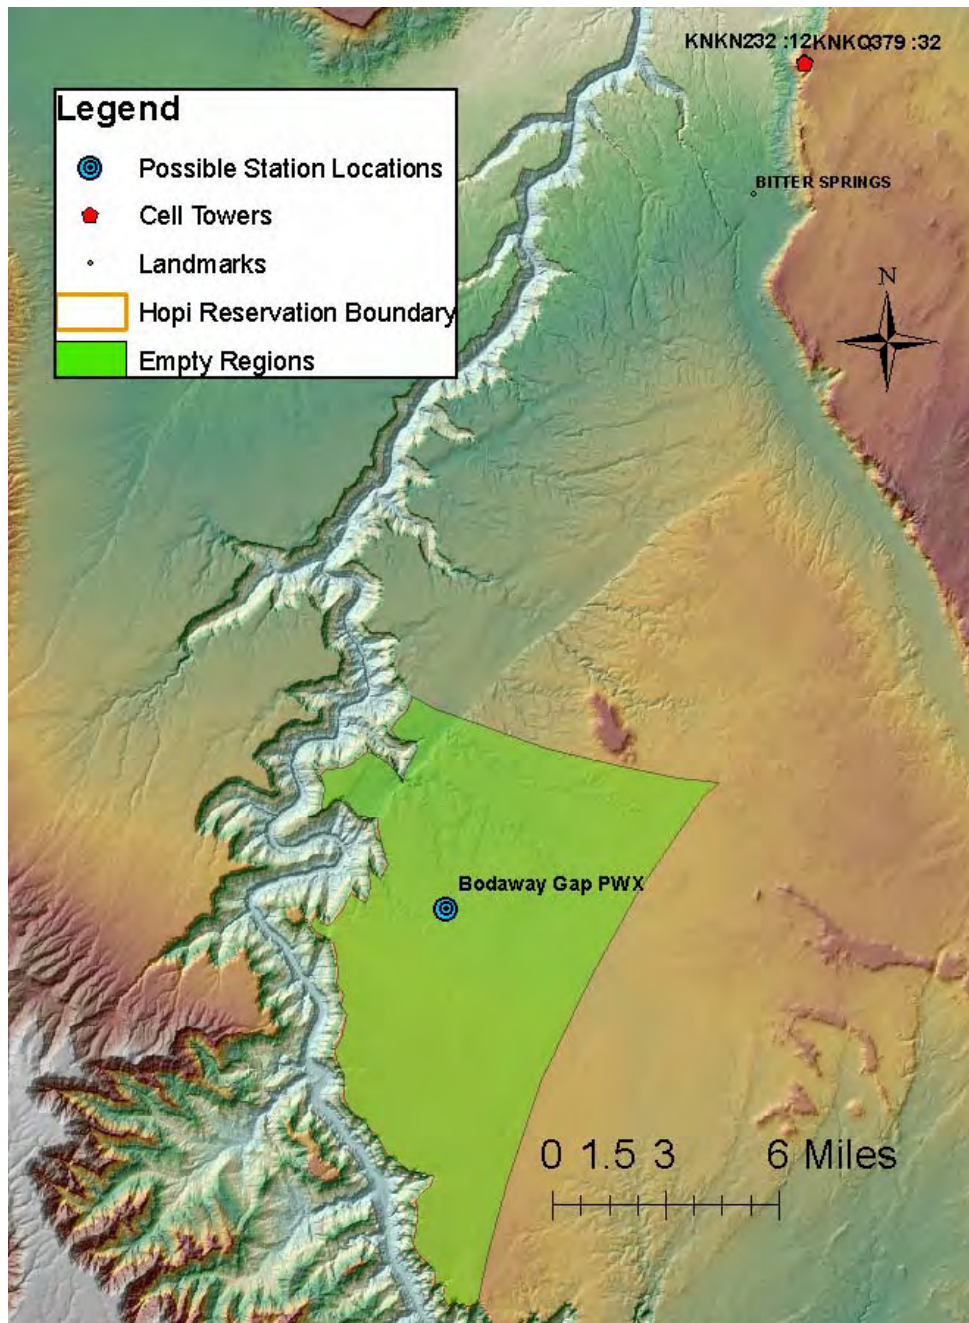 KNKN232 :12KNKQ379 :32
Legend
Possible Station Locations
Cell Towers
Landmarks
Hopi Reservation Boundary
Empty Regions
BITTER SPRINGS
N
Bodaway Gap PWX
0 1.5 3 6 Miles